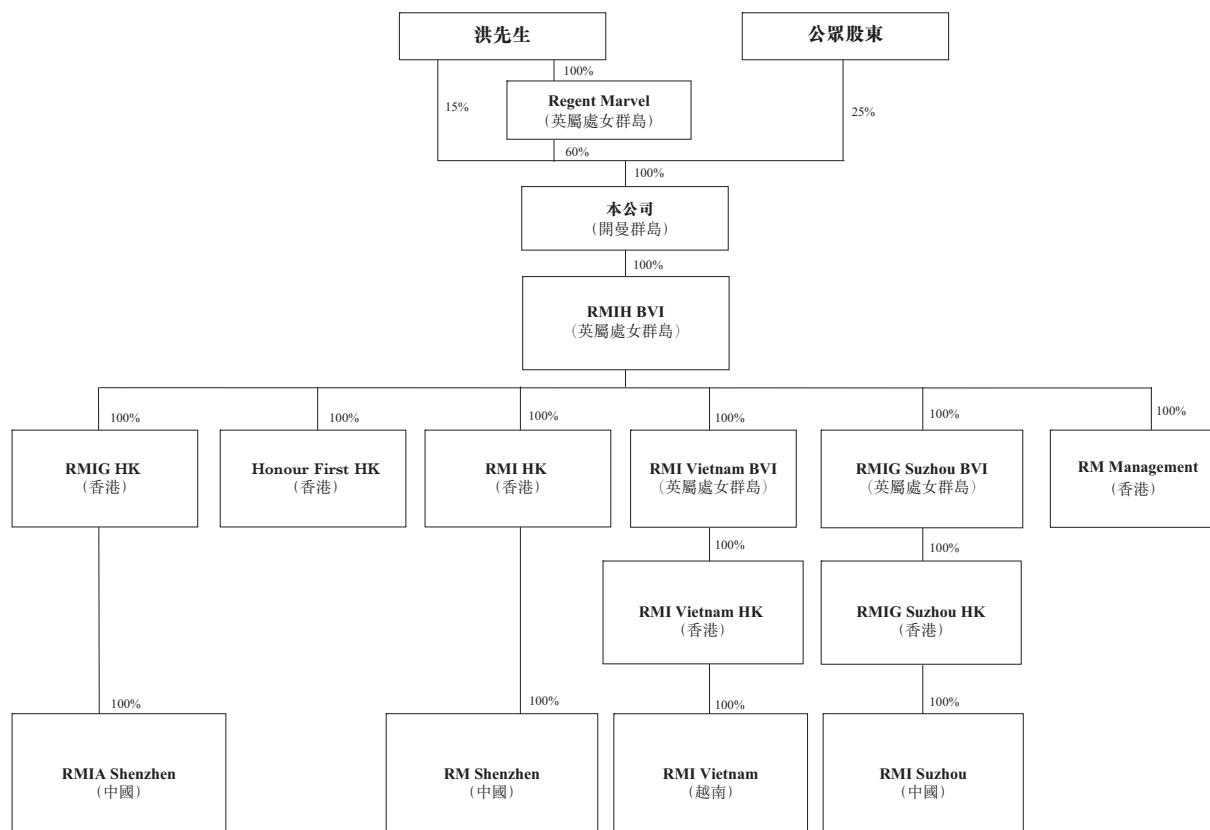 洪先生
公眾股東
100%
Regent Marvel
(英屬處女群島)
15%
25%
60%
100%
本公司
(開曼群島)
100%
RMIH BVI
(英屬處女群島)
100%
100%
100%
100%
100%
100%
RMIG HK
(香港)
Honour First HK
(香港)
RMI HK
(香港)
RMI Vietnam BVI
(英屬處女群島)
RMIG Suzhou BVI
(英屬處女群島)
RM Management
(香港)
100%
100%
RMI Vietnam HK
(香港)
RMIG Suzhou HK
(香港)
100%
100%
100%
100%
RMIA Shenzhen
(中國)
RM Shenzhen
(中國)
RMI Vietnam
(越南)
RMI Suzhou
(中國)